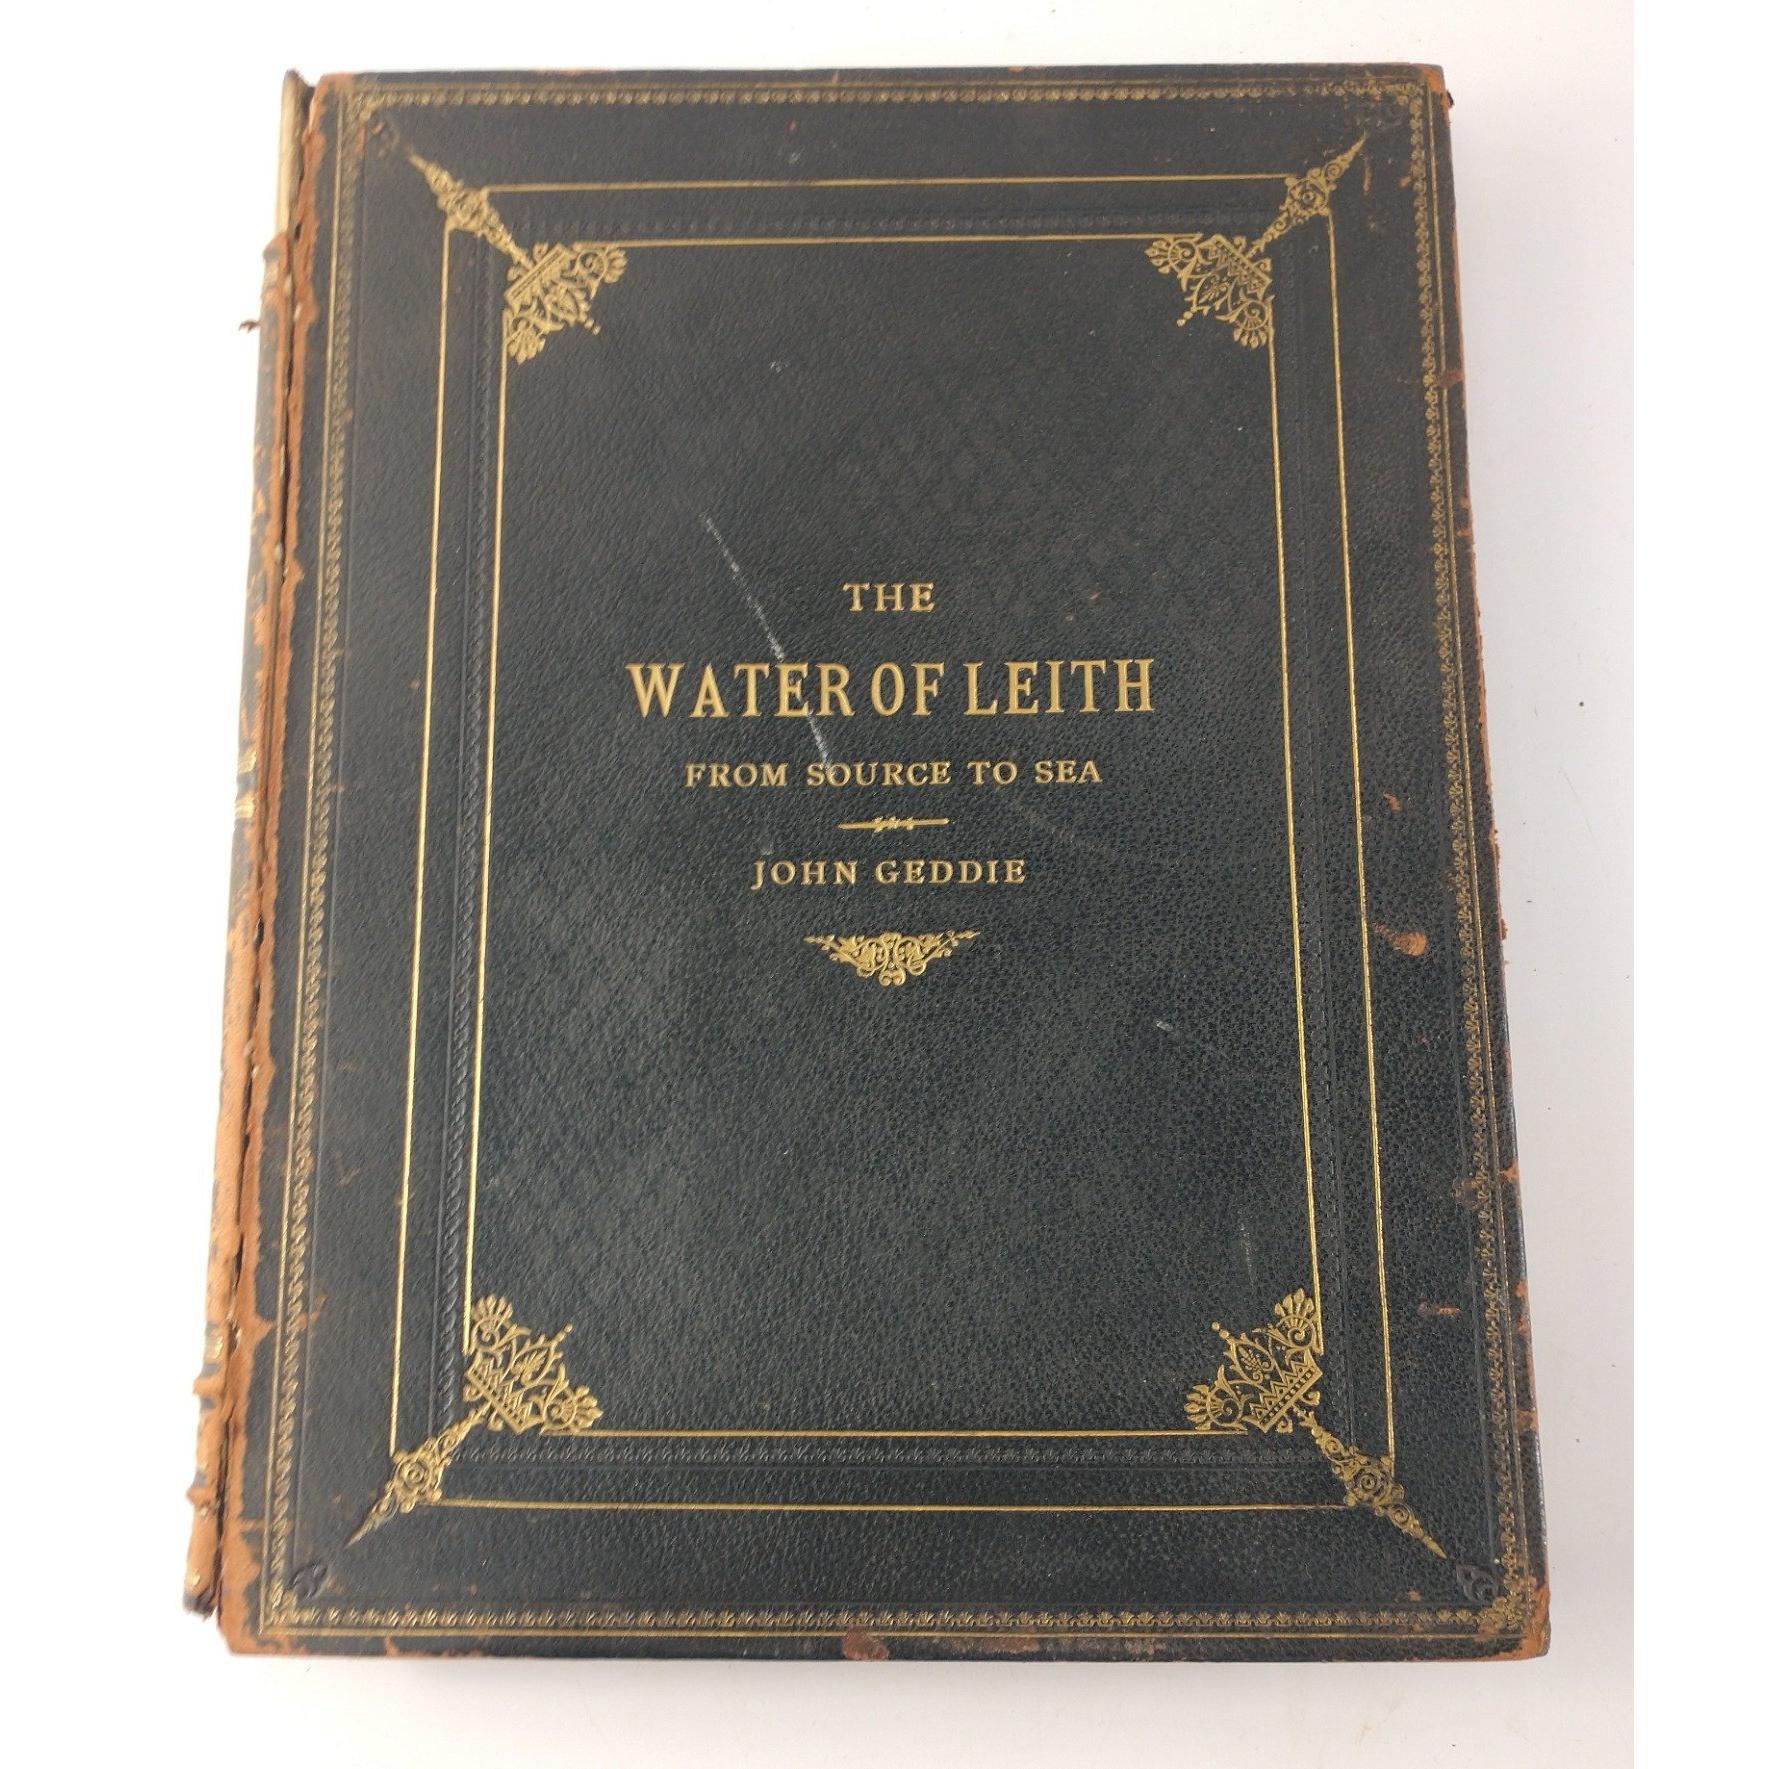 THE
WATER OF LEITH
FROM SOURCE TO SEA
JOHN GEDDIE